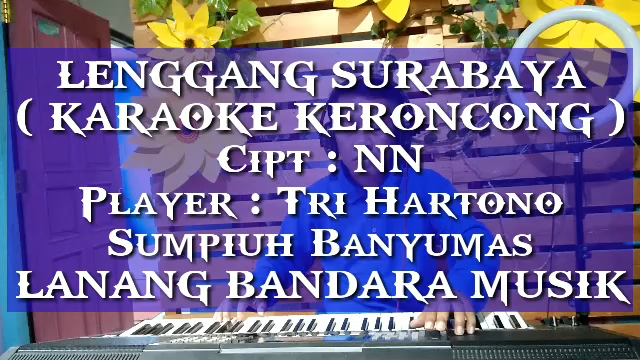 LENGGANG SURABAYA
( KARAOKE KERONCONG )
CIPT : NN
PLAYER : TRI HARTONO
SUMPIUH BANYUMAS
LANANG BANDARA MUSIK